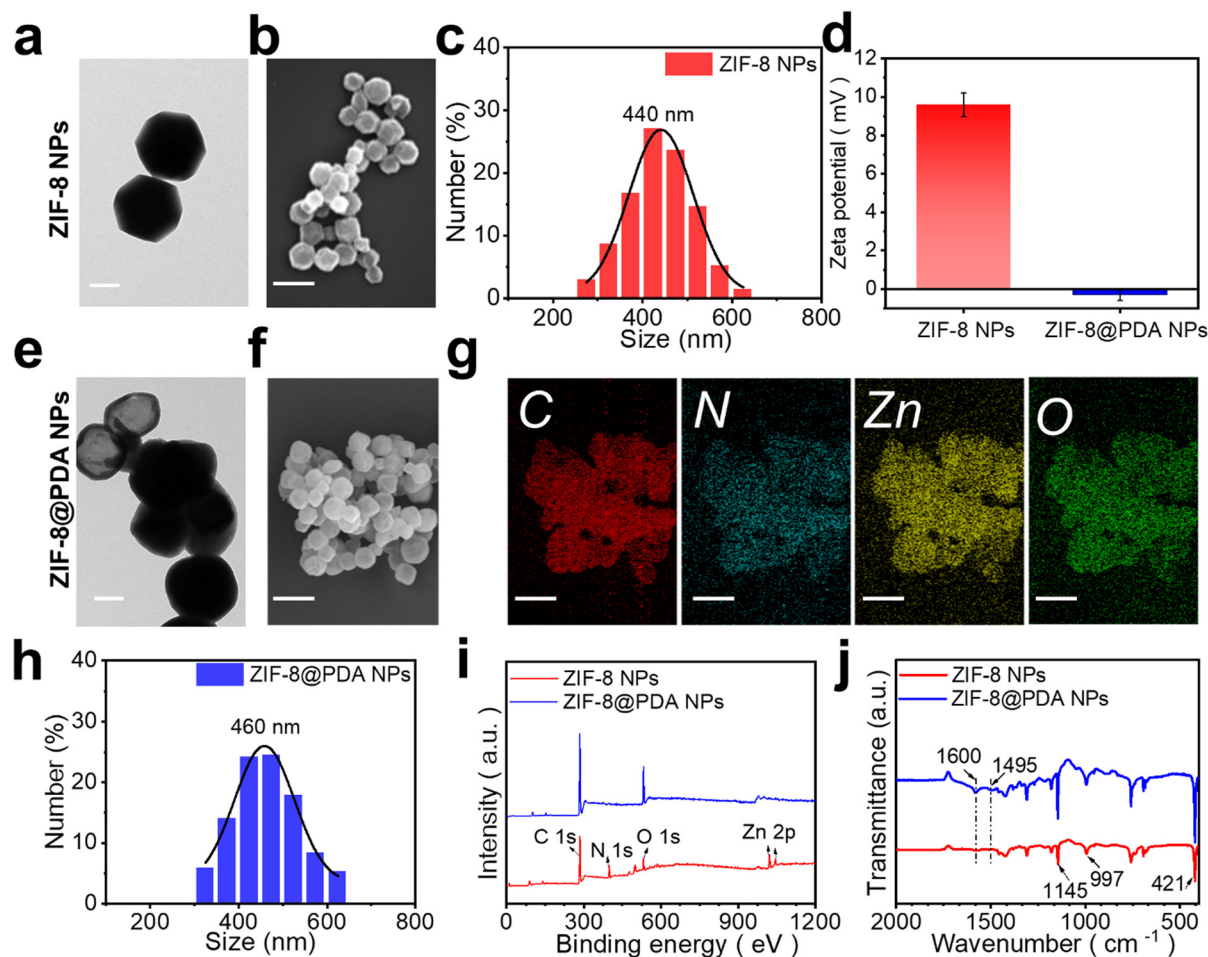 a
b
c
d
ZIF-8 NPs
40
30
20
10
0
Number (%)
ZIF-8 NPs
440 nm
200
400
600
800
Size (nm)
12
10
8
6
4
2
0
-2
Zeta potential ( mV)
ZIF-8 NPs
ZIF-8@PDA NPs
e
f
g
ZIF-8@PDA NPs
C
N
Zn
O
h
i
j
40
30
20
10
0
Number (%)
ZIF-8@PDA NPs
460 nm
200
400
600
800
Size (nm)
Intensity ( a.u. )
ZIF-8 NPs
ZIF-8@PDA NPs
C 1s
N 1s
O 1s
Zn 2p
0
300
600
900
1200
Binding energy ( eV)
Transmittance (a.u.)
ZIF-8 NPs
ZIF-8@PDA NPs
1600
1495
1145
997
421
2000
1500
1000
500
Wavenumber ( cm -1 )